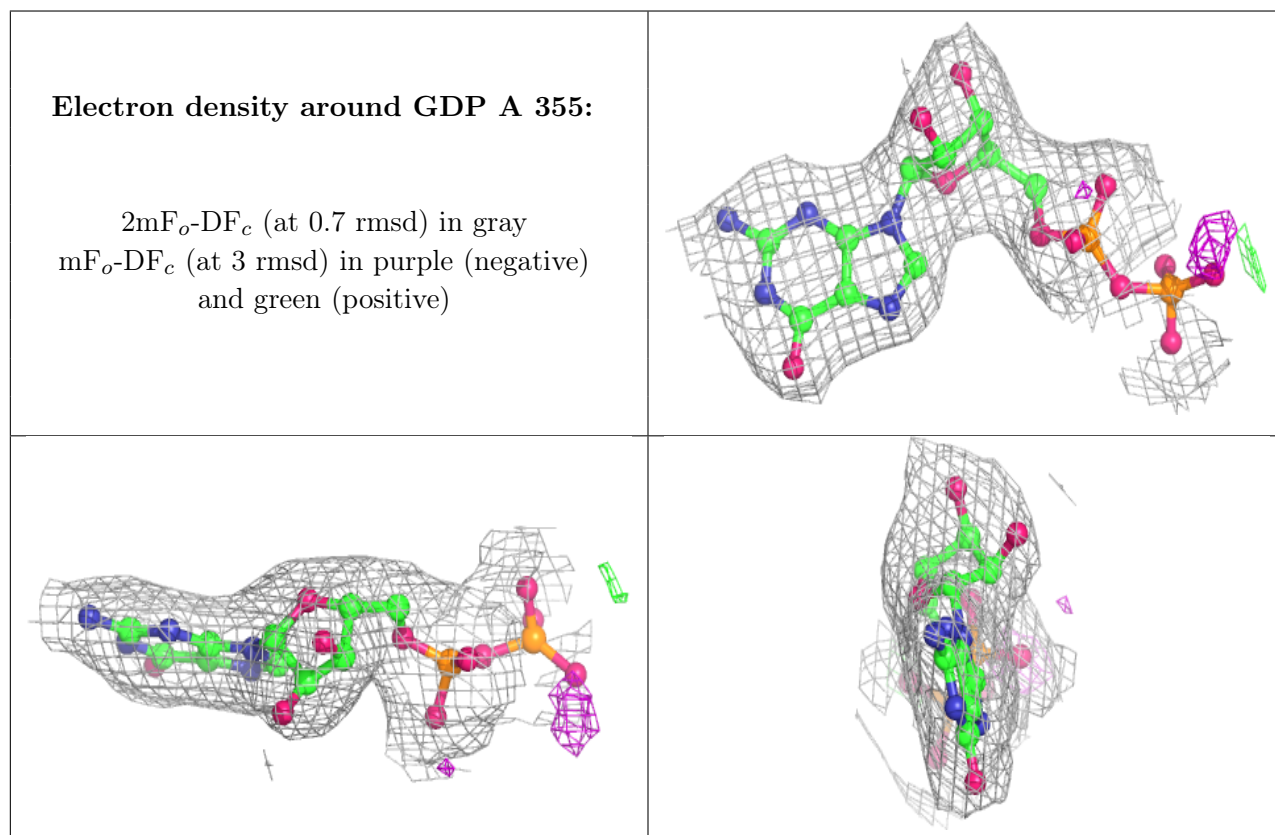 Electron density around GDP A 355:
2mFo-DFc (at 0.7 rmsd) in gray
mFo-DFc (at 3 rmsd) in purple (negative)
and green (positive)